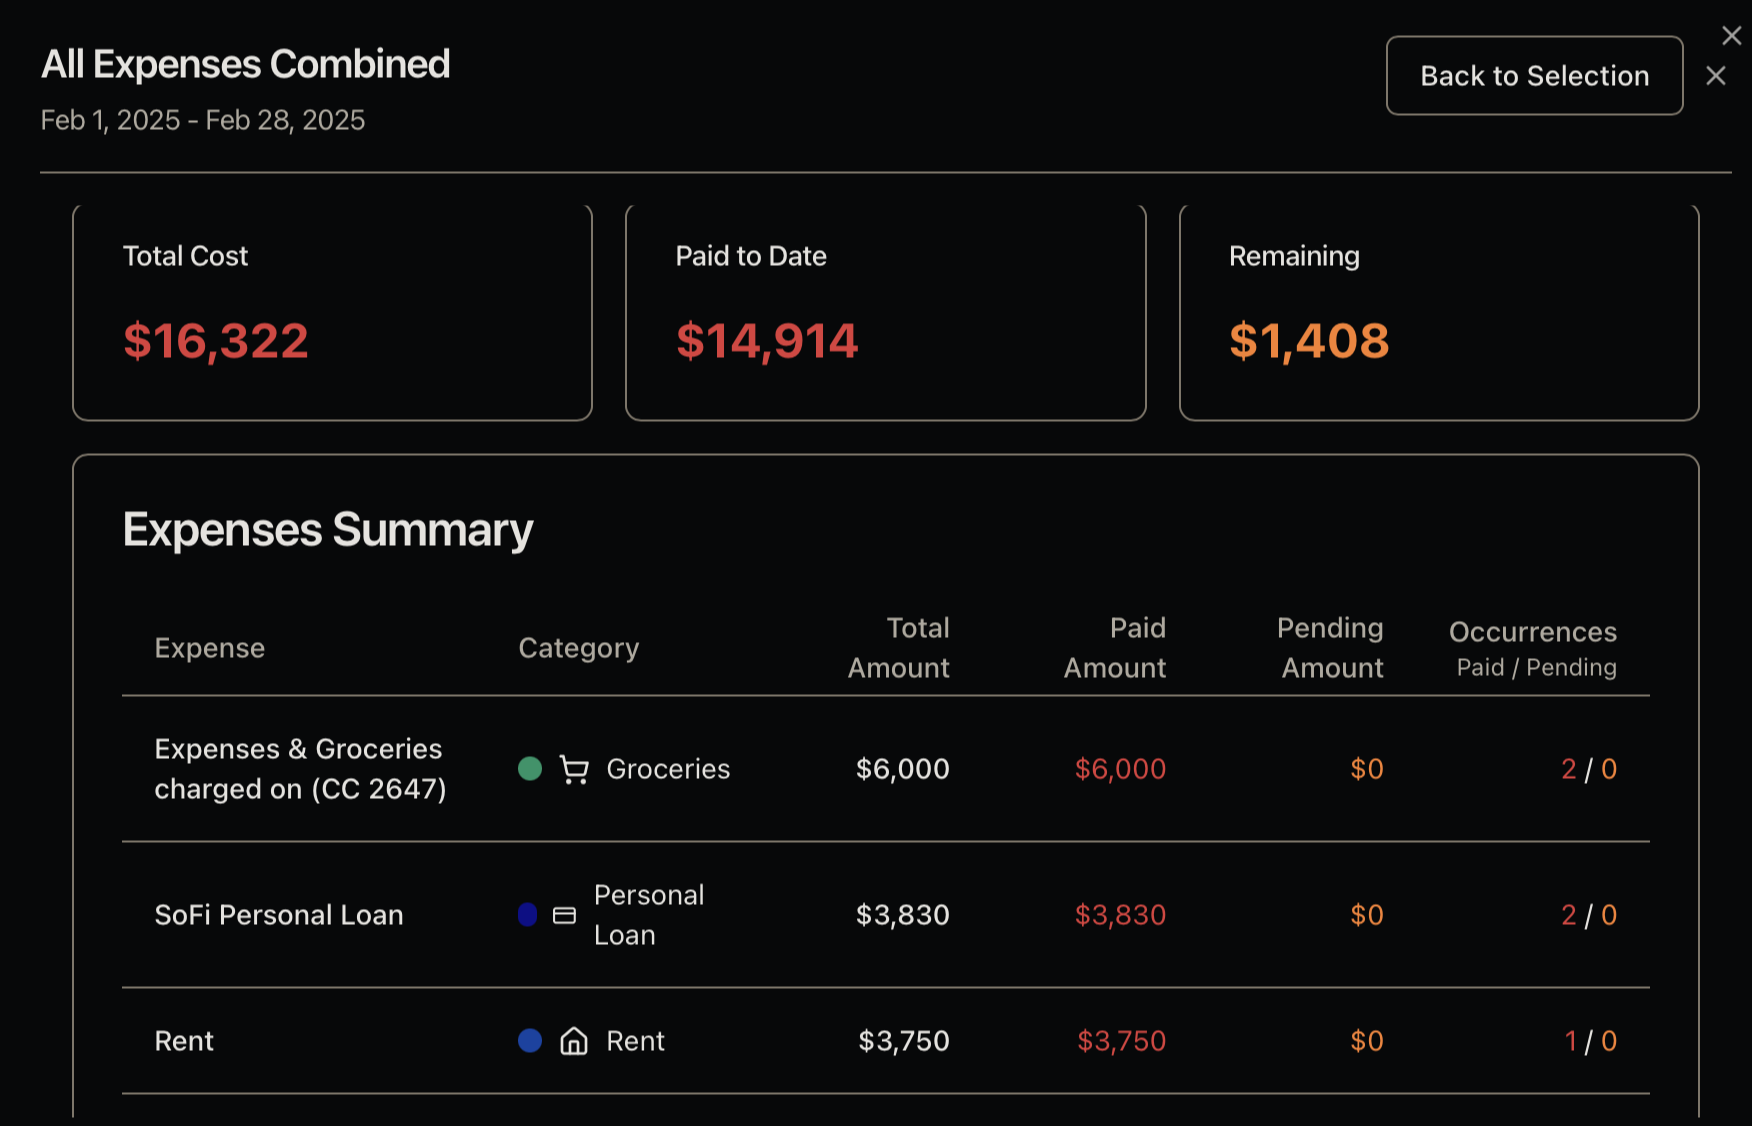 All Expenses Combined
Feb 1, 2025 - Feb 28, 2025
Back to Selection
Total Cost
$16,322
Paid to Date
$14,914
Remaining
$1,408
Expenses Summary
Expense
Category
Total
Amount
Paid
Amount
Pending
Amount
Occurrences
Paid / Pending
Expenses & Groceries
charged on (CC 2647)
Groceries
$6,000
$6,000
$0
2 / 0
SoFi Personal Loan
Personal
Loan
$3,830
$3,830
$0
2 / 0
Rent
Rent
$3,750
$3,750
$0
1 / 0